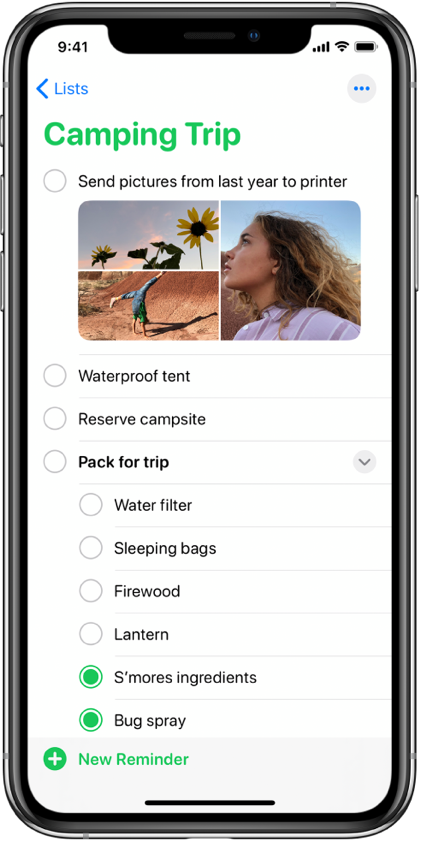 9:41
Lists
Camping Trip
Send pictures from last year to printer
Waterproof tent
Reserve campsite
Pack for trip
Water filter
Sleeping bags
Firewood
Lantern
S’mores ingredients
Bug spray
New Reminder